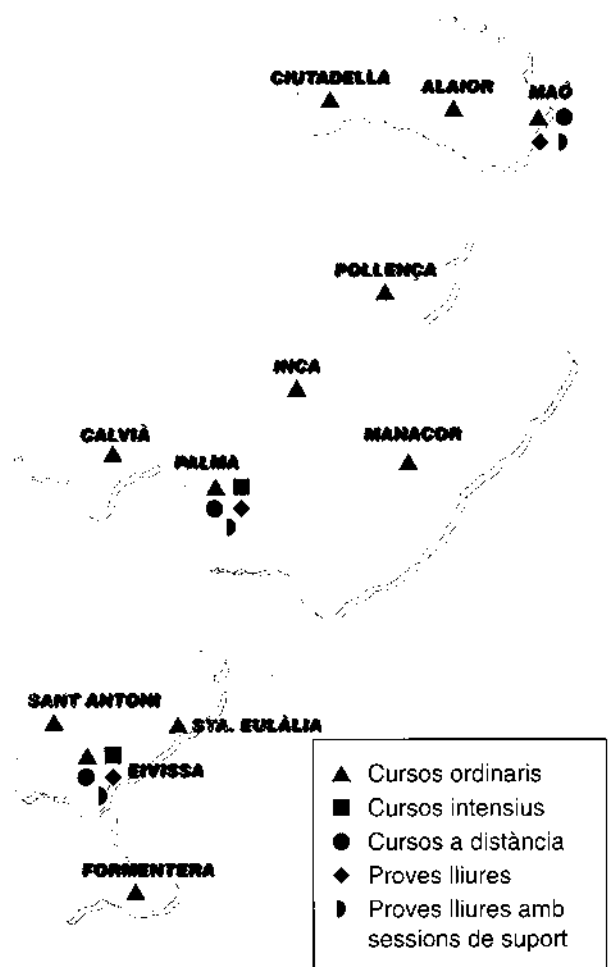 CIUTADELLA
ALAIOR
MAÓ
POLLENÇA
INCA
CALVIÀ
MANACOR
PALMA
SANT ANTONI
STA. EULÀLIA
EIVISSA
FORMENTERA
Cursos ordinaris
Cursos intensius
Cursos a distància
Proves lliures
Proves lliures amb
sessions de suport